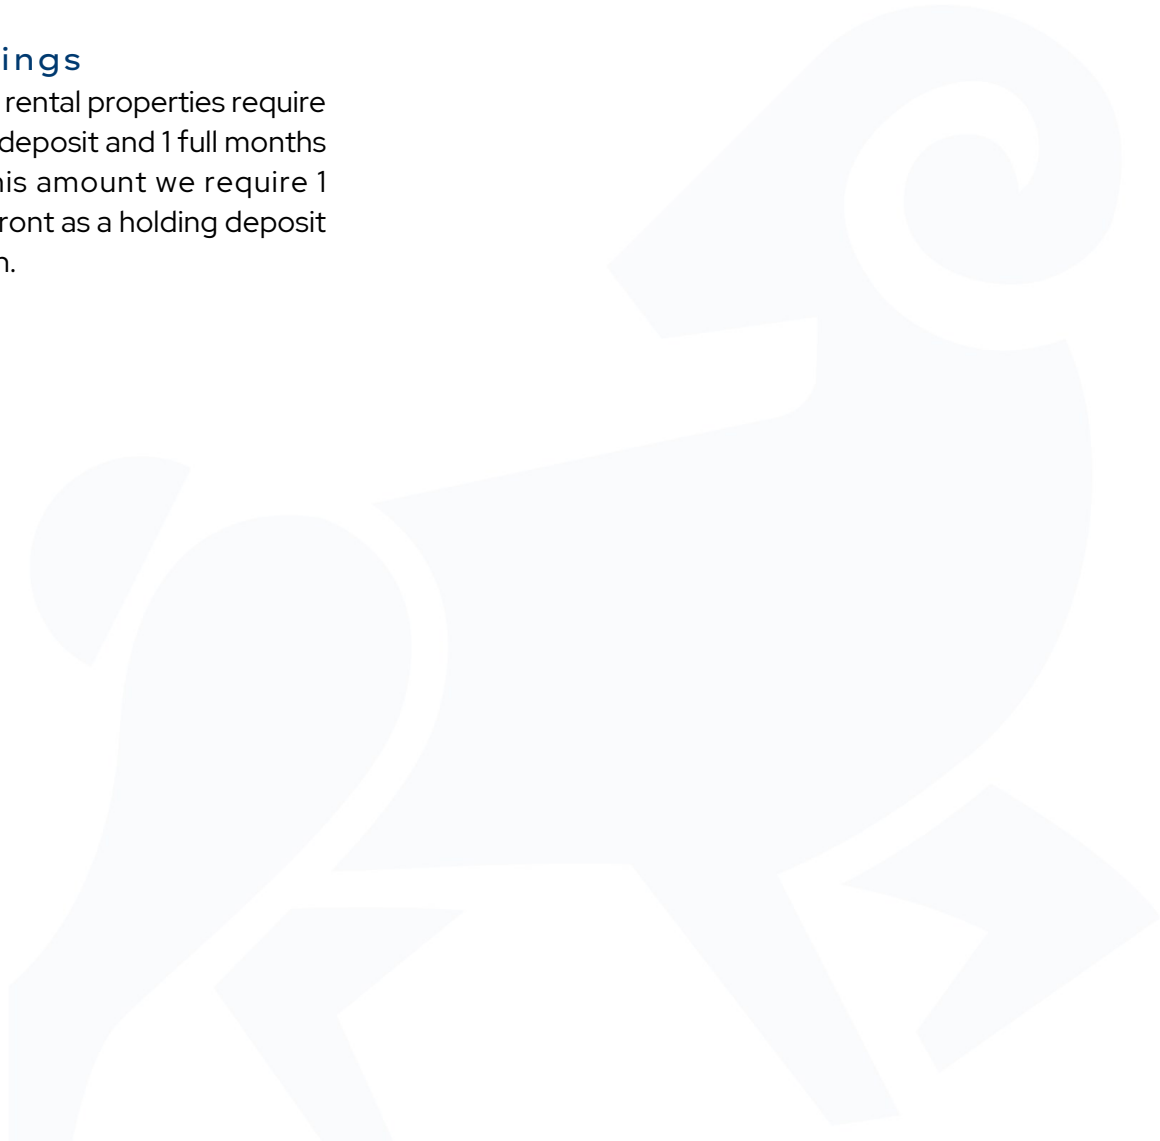 ings
rental properties require
deposit and 1 full months
his amount we require 1
ront as a holding deposit
n.